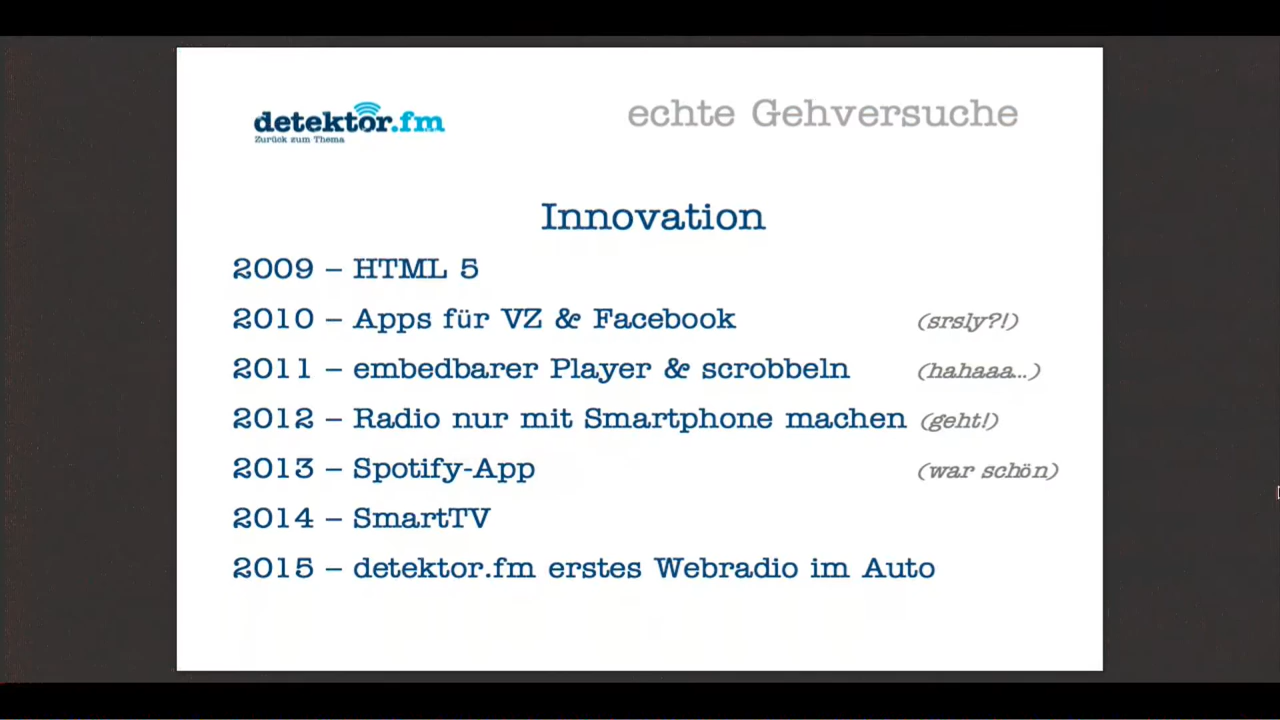 detektor.fm
Zurück zum Thema
echte Gehversuche
Innovation
2009 – HTML 5
2010 – Apps für VZ & Facebook (srsly?!)
2011 – embedbarer Player & scrobbeln (hahaaa...)
2012 – Radio nur mit Smartphone machen (geht!)
2013 – Spotify-App (war schön)
2014 – SmartTV
2015 – detektor.fm erstes Webradio im Auto